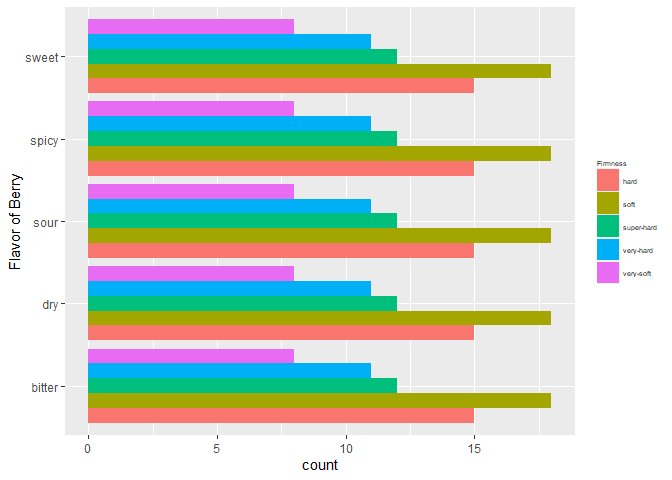 sweet
spicy
sour
dry
bitter
Flavor of Berry
0 5 10 15
count
Firmness
hard
soft
super-hard
very-hard
very-soft